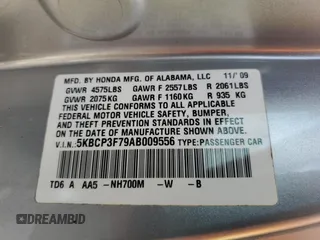 MFD. BY HONDA MFG. OF ALABAMA, LLC 11/'09
GVWR 4575LBS GAWR F 2557LBS R 2061LBS
GVWR 2075KG GAWR F 1160KG R 935 KG
THIS VEHICLE CONFORMS TO ALL APPLICABLE
FEDERAL MOTOR VEHICLE SAFETY, BUMPER,
AND THEFT PREVENTION STANDARDS IN EFFECT
ON THE DATE OF MANUFACTURE SHOWN ABOVE.
V.I.N.:5KBCP3F79AB009556 TYPE:PASSENGER CAR
TD6 A AA5 -NH700M -W -B
DREAMBID